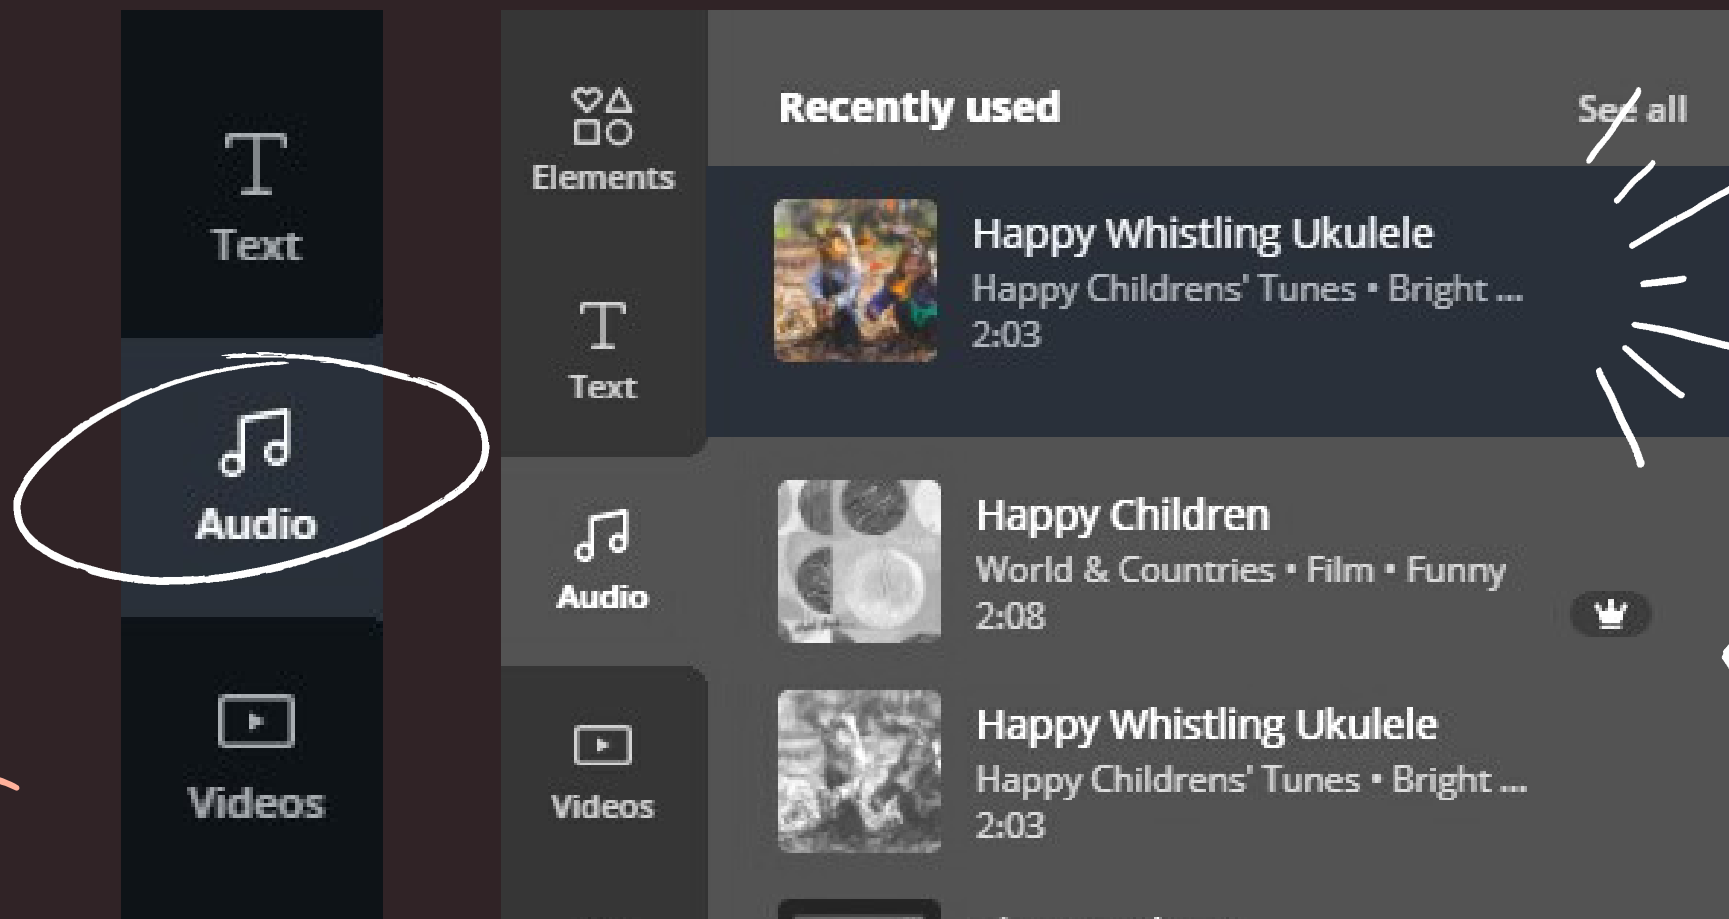 Text
Audio
Videos
Elements
Text
Audio
Videos
Recently used
See all
Happy Whistling Ukulele
Happy Childrens' Tunes • Bright ...
2:03
Happy Children
World & Countries • Film • Funny
2:08
Happy Whistling Ukulele
Happy Childrens' Tunes • Bright ...
2:03